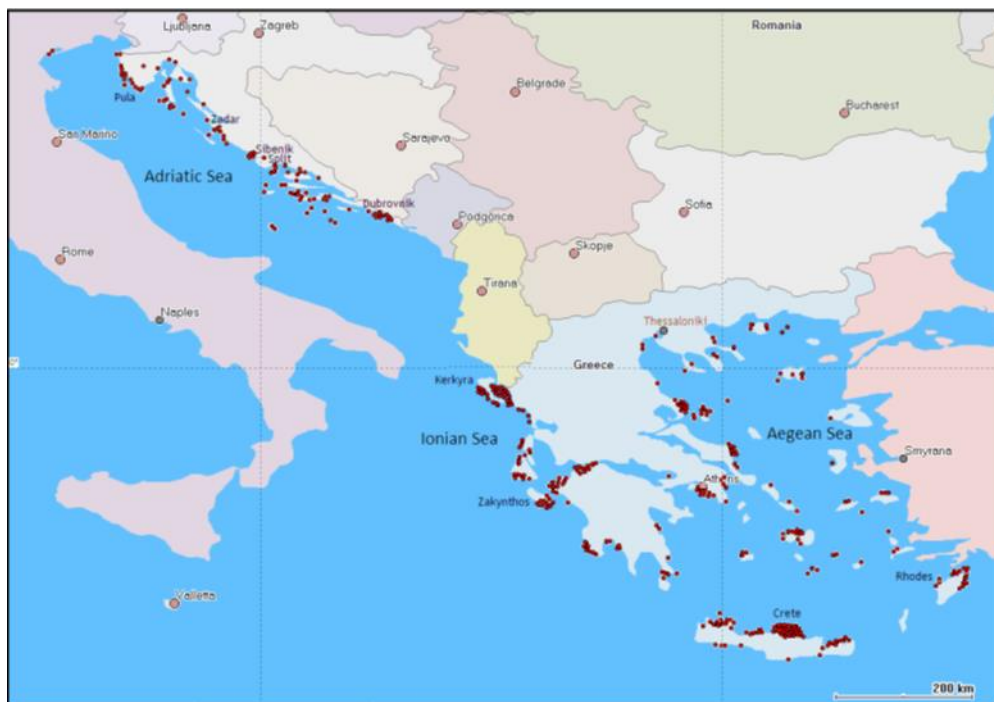 Ljubljana
Zagreb
Romania
Belgrade
Bucharest
Pula
Zadar
San Marino
Sarajevo
Sibenik
Split
Adriatic Sea
Dubrovnik
Sofia
Podgorica
Rome
Skopje
Tirana
Naples
Thessaloniki
Greece
Kerkyra
Ionian Sea
Aegean Sea
Smyrana
Athens
Zakynthos
Rhodes
Valletta
Crete
200 km